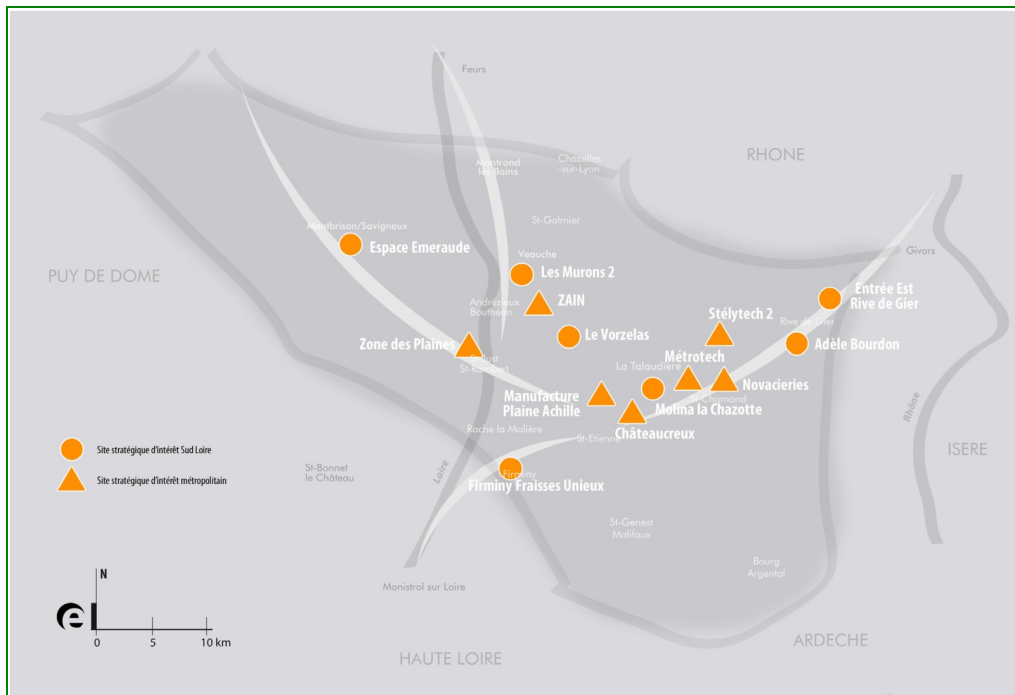 Feurs
Montrond
les Bains
Chazelles
-sur-Lyon
RHONE
St-Galmier
Montbrison/Savigneux
Espace Emeraude
Givors
PUY DE DOME
Veauche
Les Murons 2
Entrée Est
Rive de Gier
Andrézieux
Bouthéon
ZAIN
Stélytech 2
Rive de Gier
Le Vorzelas
Adèle Bourdon
Zone des Plaines
St-Just
St-Rambert
Métrotech
La Talaudière
Novacieries
Manufacture
Plaine Achille
St-Chamond
Molina la Chazotte
Rhône
Roche la Molière
Châteaucreux
St-Etienne
ISERE
Site stratégique d'intérêt Sud Loire
Site stratégique d'intérêt métropolitain
St-Bonnet
le Château
Loire
Firminy
Firminy Fraisses Unieux
St-Genest
Malifaux
Bourg
Argental
N
Monistrol sur Loire
e
0 5 10 km
ARDECHE
HAUTE LOIRE